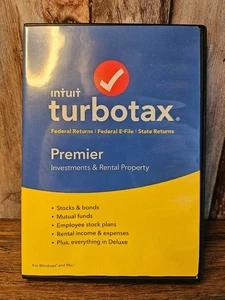 intuit
turbotax®
Federal Returns | Federal E-File | State Returns
Premier
Investments & Rental Property
• Stocks & bonds
• Mutual funds
• Employee stock plans
• Rental income & expenses
• Plus, everything in Deluxe
For Windows® and Mac®